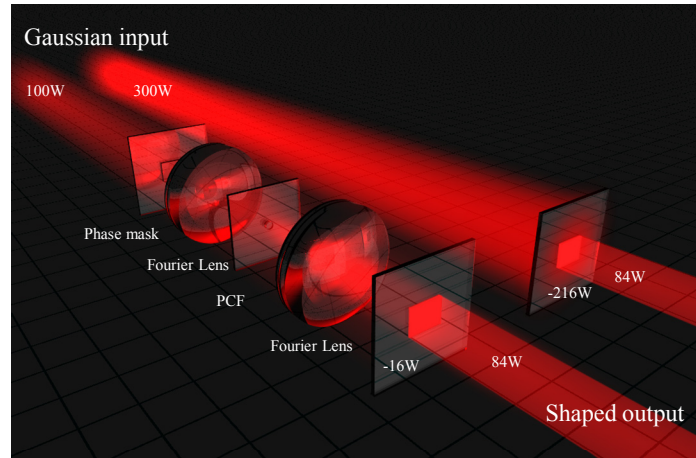 Gaussian input
100W
300W
Phase mask
Fourier Lens
PCF
Fourier Lens
-216W
84W
-16W
84W
Shaped output